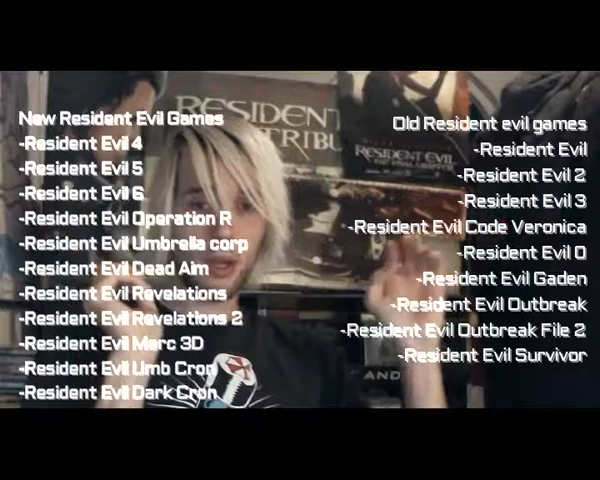 New Resident Evil Games
-Resident Evil 4
-Resident Evil 5
-Resident Evil 6
-Resident Evil Operation R
-Resident Evil Umbrella corp
-Resident Evil Dead Aim
-Resident Evil Revelations
-Resident Evil Revelations 2
-Resident Evil Merc 3D
-Resident Evil Umb Cron
-Resident Evil Dark Cron
Old Resident evil games
-Resident Evil
-Resident Evil 2
-Resident Evil 3
-Resident Evil Code Veronica
-Resident Evil 0
-Resident Evil Gaden
-Resident Evil Outbreak
-Resident Evil Outbreak File 2
-Resident Evil Survivor
RESIDENT
RESIDENT EVIL
AND